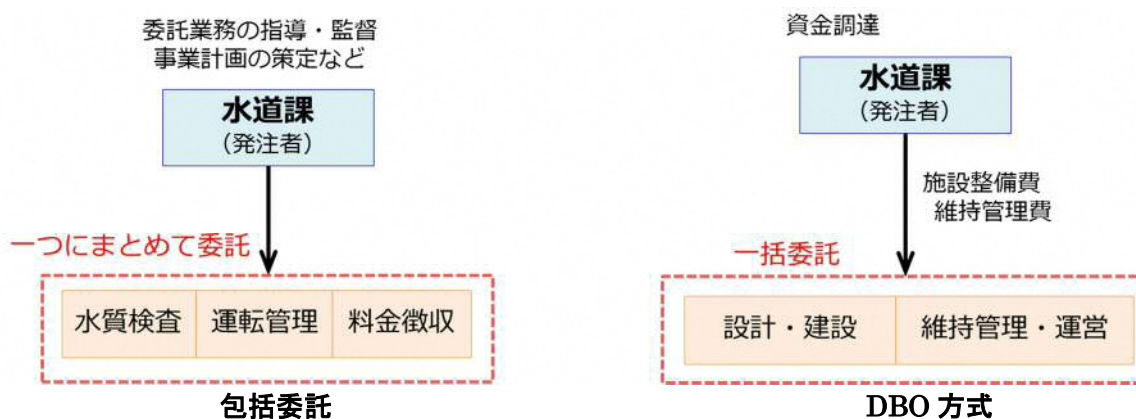 委託業務の指導・監督
事業計画の策定など
水道課
（発注者）
一つにまとめて委託
水質検査
運転管理
料金徴収
包括委託
資金調達
水道課
（発注者）
施設整備費
維持管理費
一括委託
設計・建設
維持管理・運営
DBO 方式